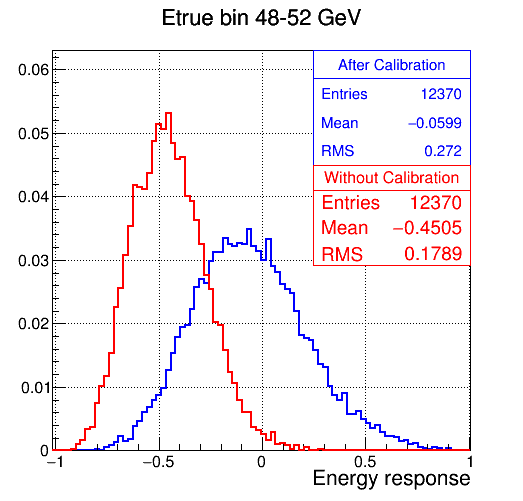 Etrue bin 48-52 GeV
0.06
0.05
0.04
0.03
0.02
0.01
0
After Calibration
Entries 12370
Mean −0.0599
RMS 0.272
Without Calibration
Entries 12370
Mean −0.4505
RMS 0.1789
−1 −0.5 0 0.5 1
Energy response